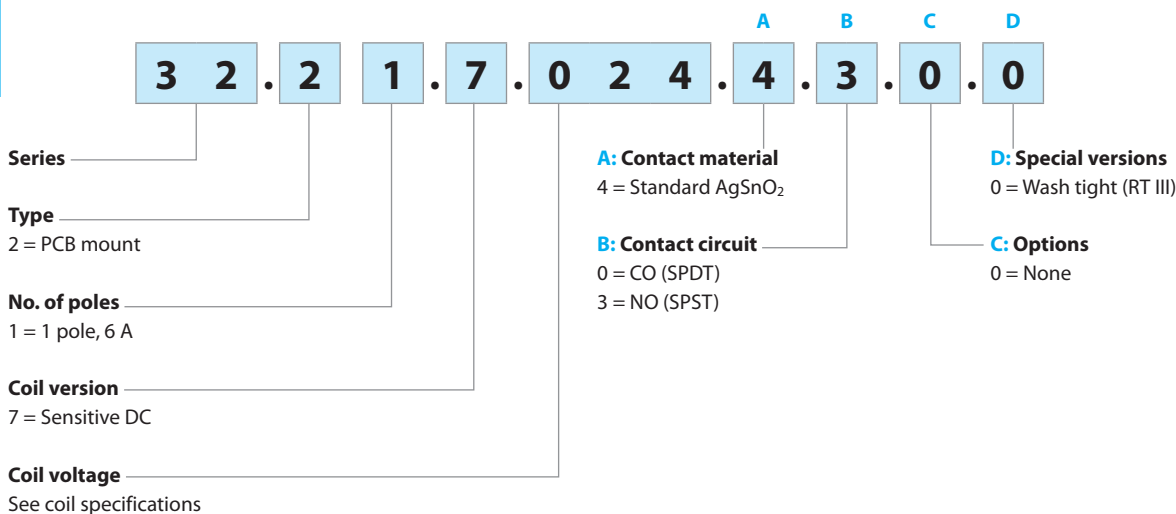 A B C D
3 2 . 2 1 . 7 . 0 2 4 . 4 . 3 . 0 . 0
Series
Type
2 = PCB mount
No. of poles
1 = 1 pole, 6 A
Coil version
7 = Sensitive DC
Coil voltage
See coil specifications
A: Contact material
4 = Standard AgSnO₂
B: Contact circuit
0 = CO (SPDT)
3 = NO (SPST)
D: Special versions
0 = Wash tight (RT III)
C: Options
0 = None